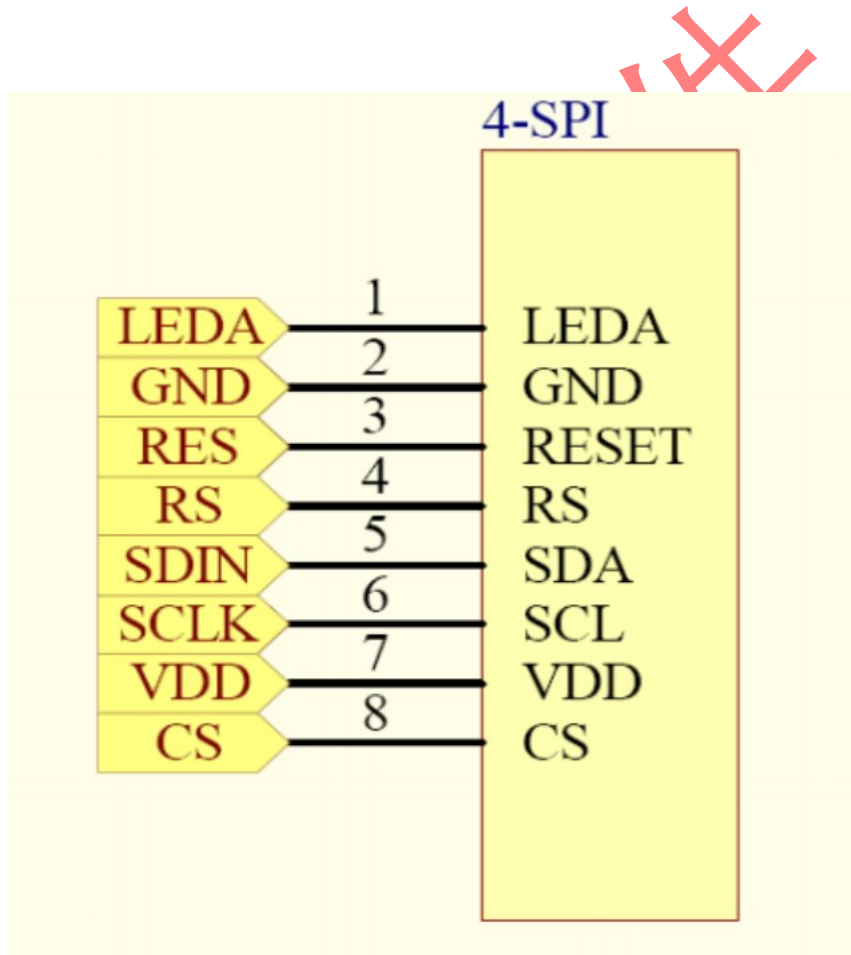 4-SPI
LEDA 1 LEDA
GND 2 GND
RES 3 RESET
RS 4 RS
SDIN 5 SDA
SCLK 6 SCL
VDD 7 VDD
CS 8 CS